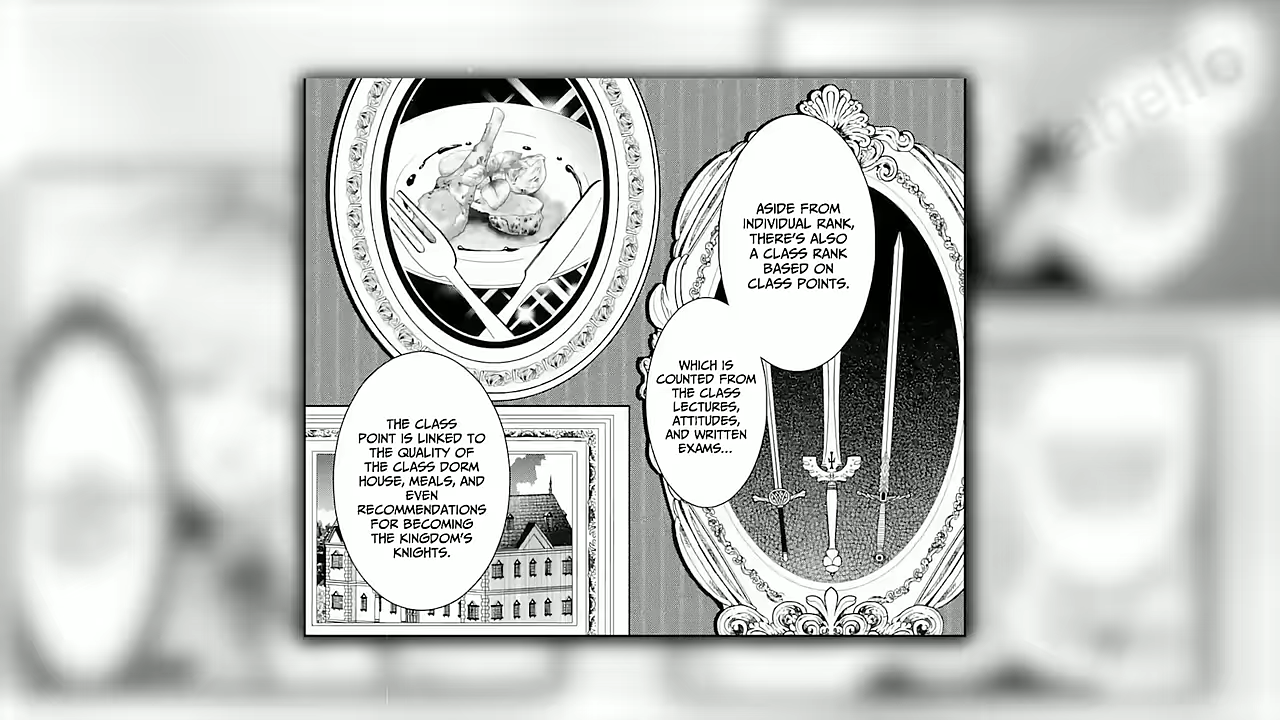 ASIDE FROM
INDIVIDUAL RANK,
THERE'S ALSO
A CLASS RANK
BASED ON
CLASS POINTS.
WHICH IS
COUNTED FROM
THE CLASS
LECTURES,
ATTITUDES,
AND WRITTEN
EXAMS...
THE CLASS
POINT IS LINKED TO
THE QUALITY OF
THE CLASS DORM
HOUSE, MEALS, AND
EVEN
RECOMMENDATIONS
FOR BECOMING
THE KINGDOM'S
KNIGHTS.